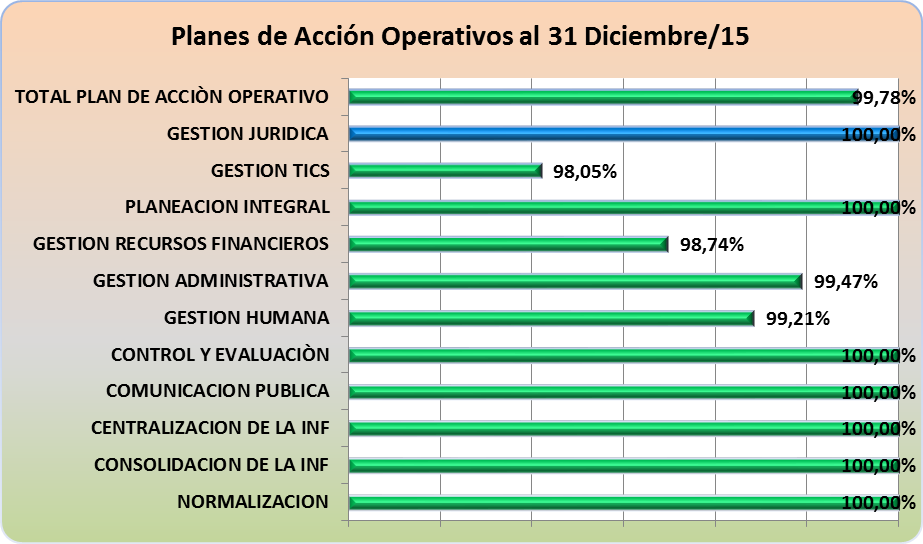 Planes de Acción Operativos al 31 Diciembre/15
TOTAL PLAN DE ACCIÒN OPERATIVO 99,78%
GESTION JURIDICA 100,00%
GESTION TICS 98,05%
PLANEACION INTEGRAL 100,00%
GESTION RECURSOS FINANCIEROS 98,74%
GESTION ADMINISTRATIVA 99,47%
GESTION HUMANA 99,21%
CONTROL Y EVALUACIÒN 100,00%
COMUNICACION PUBLICA 100,00%
CENTRALIZACION DE LA INF 100,00%
CONSOLIDACION DE LA INF 100,00%
NORMALIZACION 100,00%